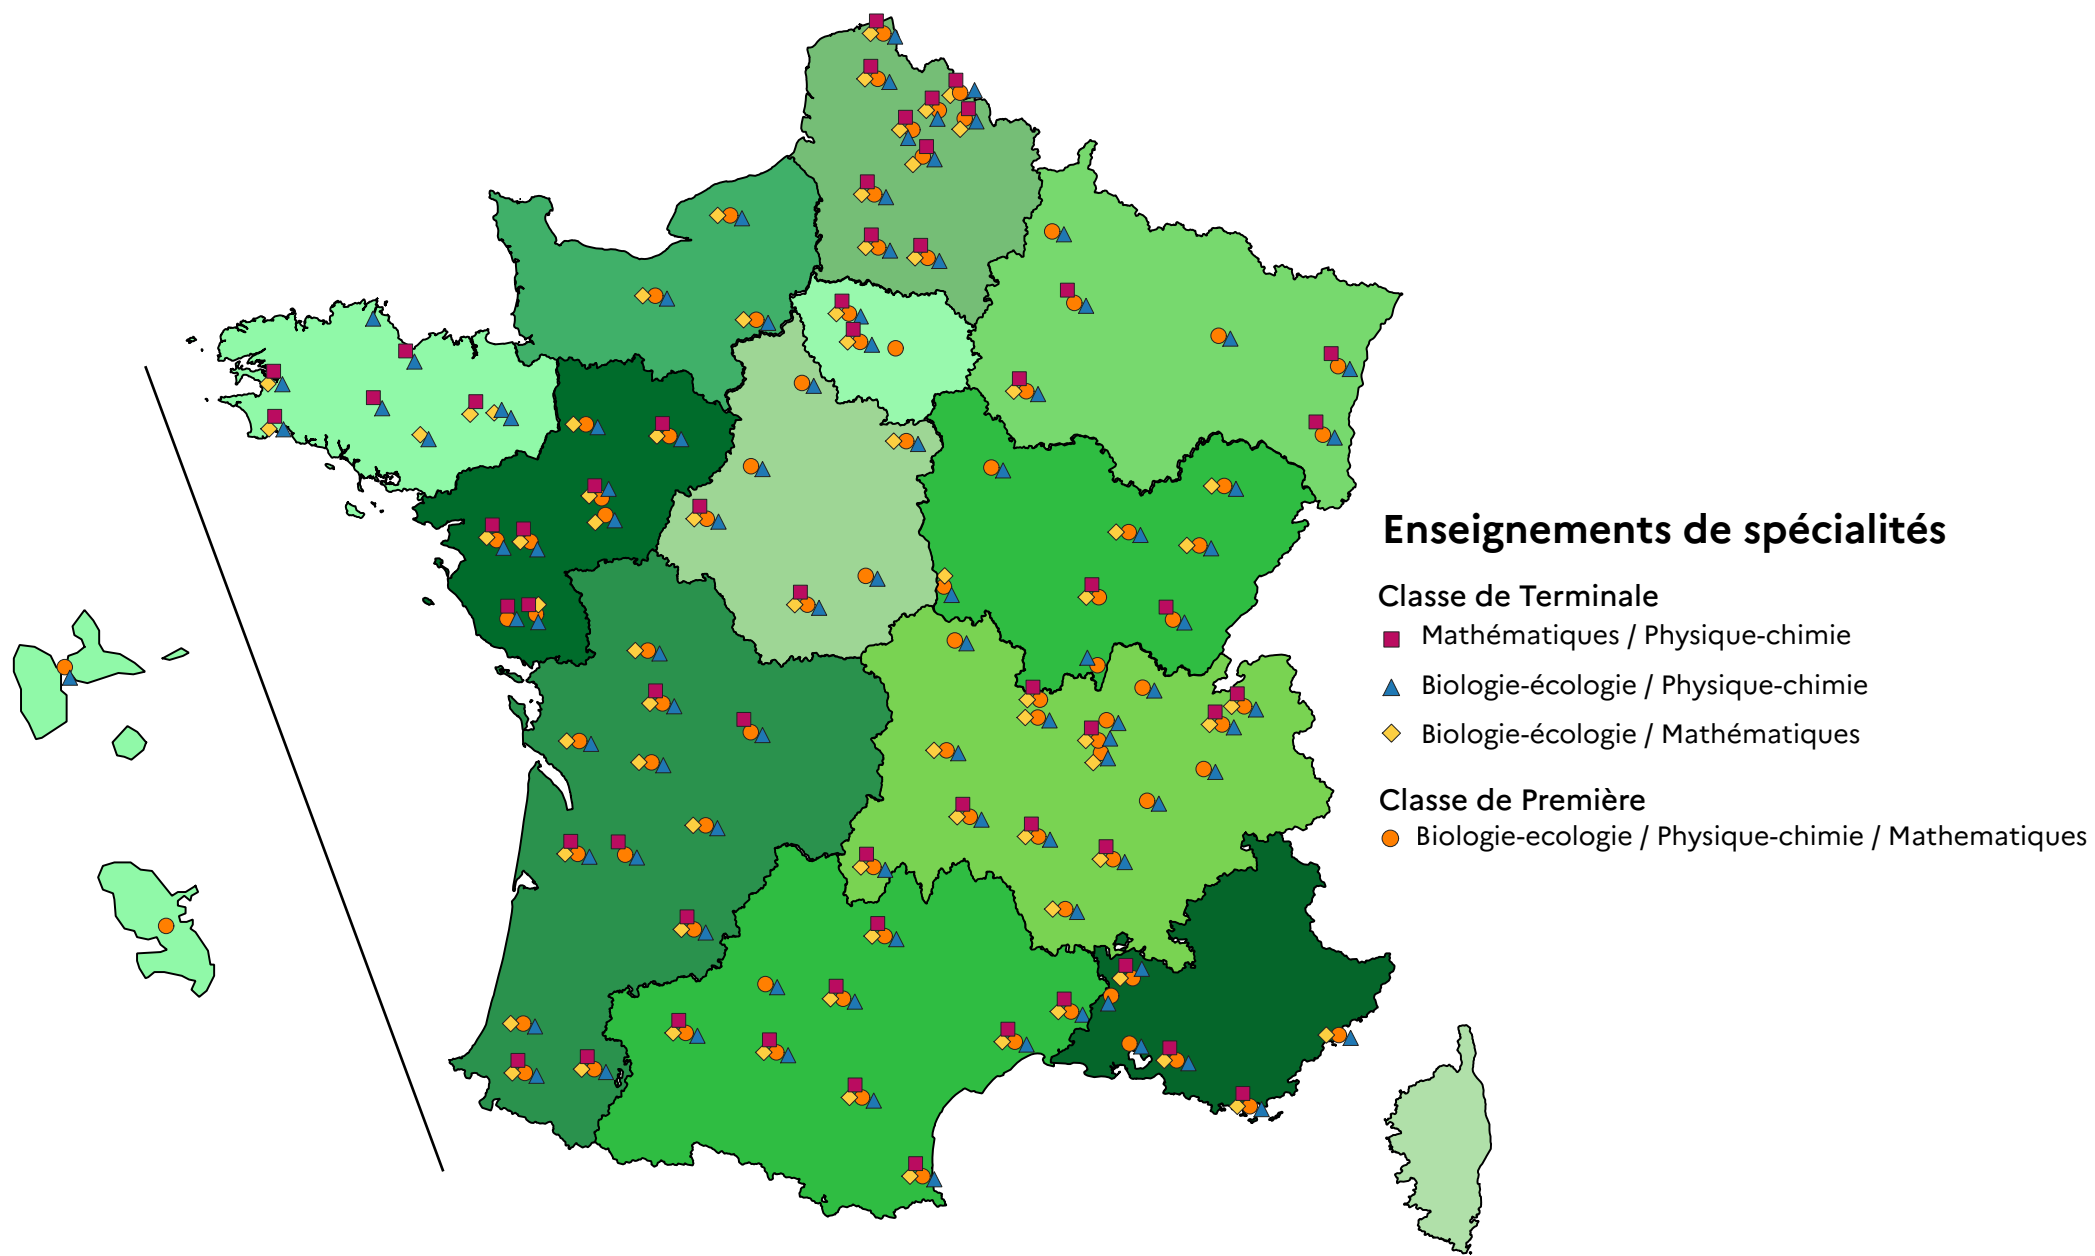 Enseignements de spécialités
Classe de Terminale
Mathématiques / Physique-chimie
Biologie-écologie / Physique-chimie
Biologie-écologie / Mathématiques
Classe de Première
Biologie-ecologie / Physique-chimie / Mathematiques